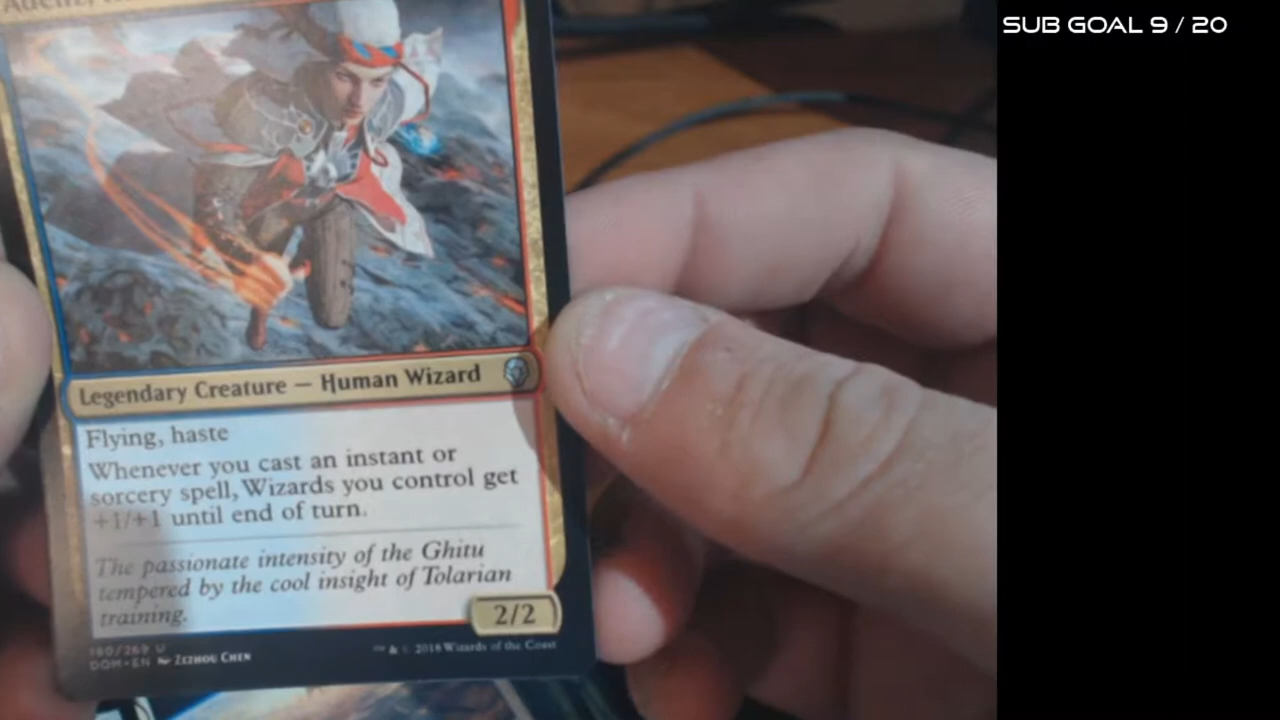 SUB GOAL 9 / 20
Legendary Creature — Human Wizard
Flying, haste
Whenever you cast an instant or
sorcery spell, Wizards you control get
+1/+1 until end of turn.
The passionate intensity of the Ghitu
tempered by the cool insight of Tolarian
training.
2/2
180/269 U
DOM • EN Zezhou Chen
™ & © 2018 Wizards of the Coast